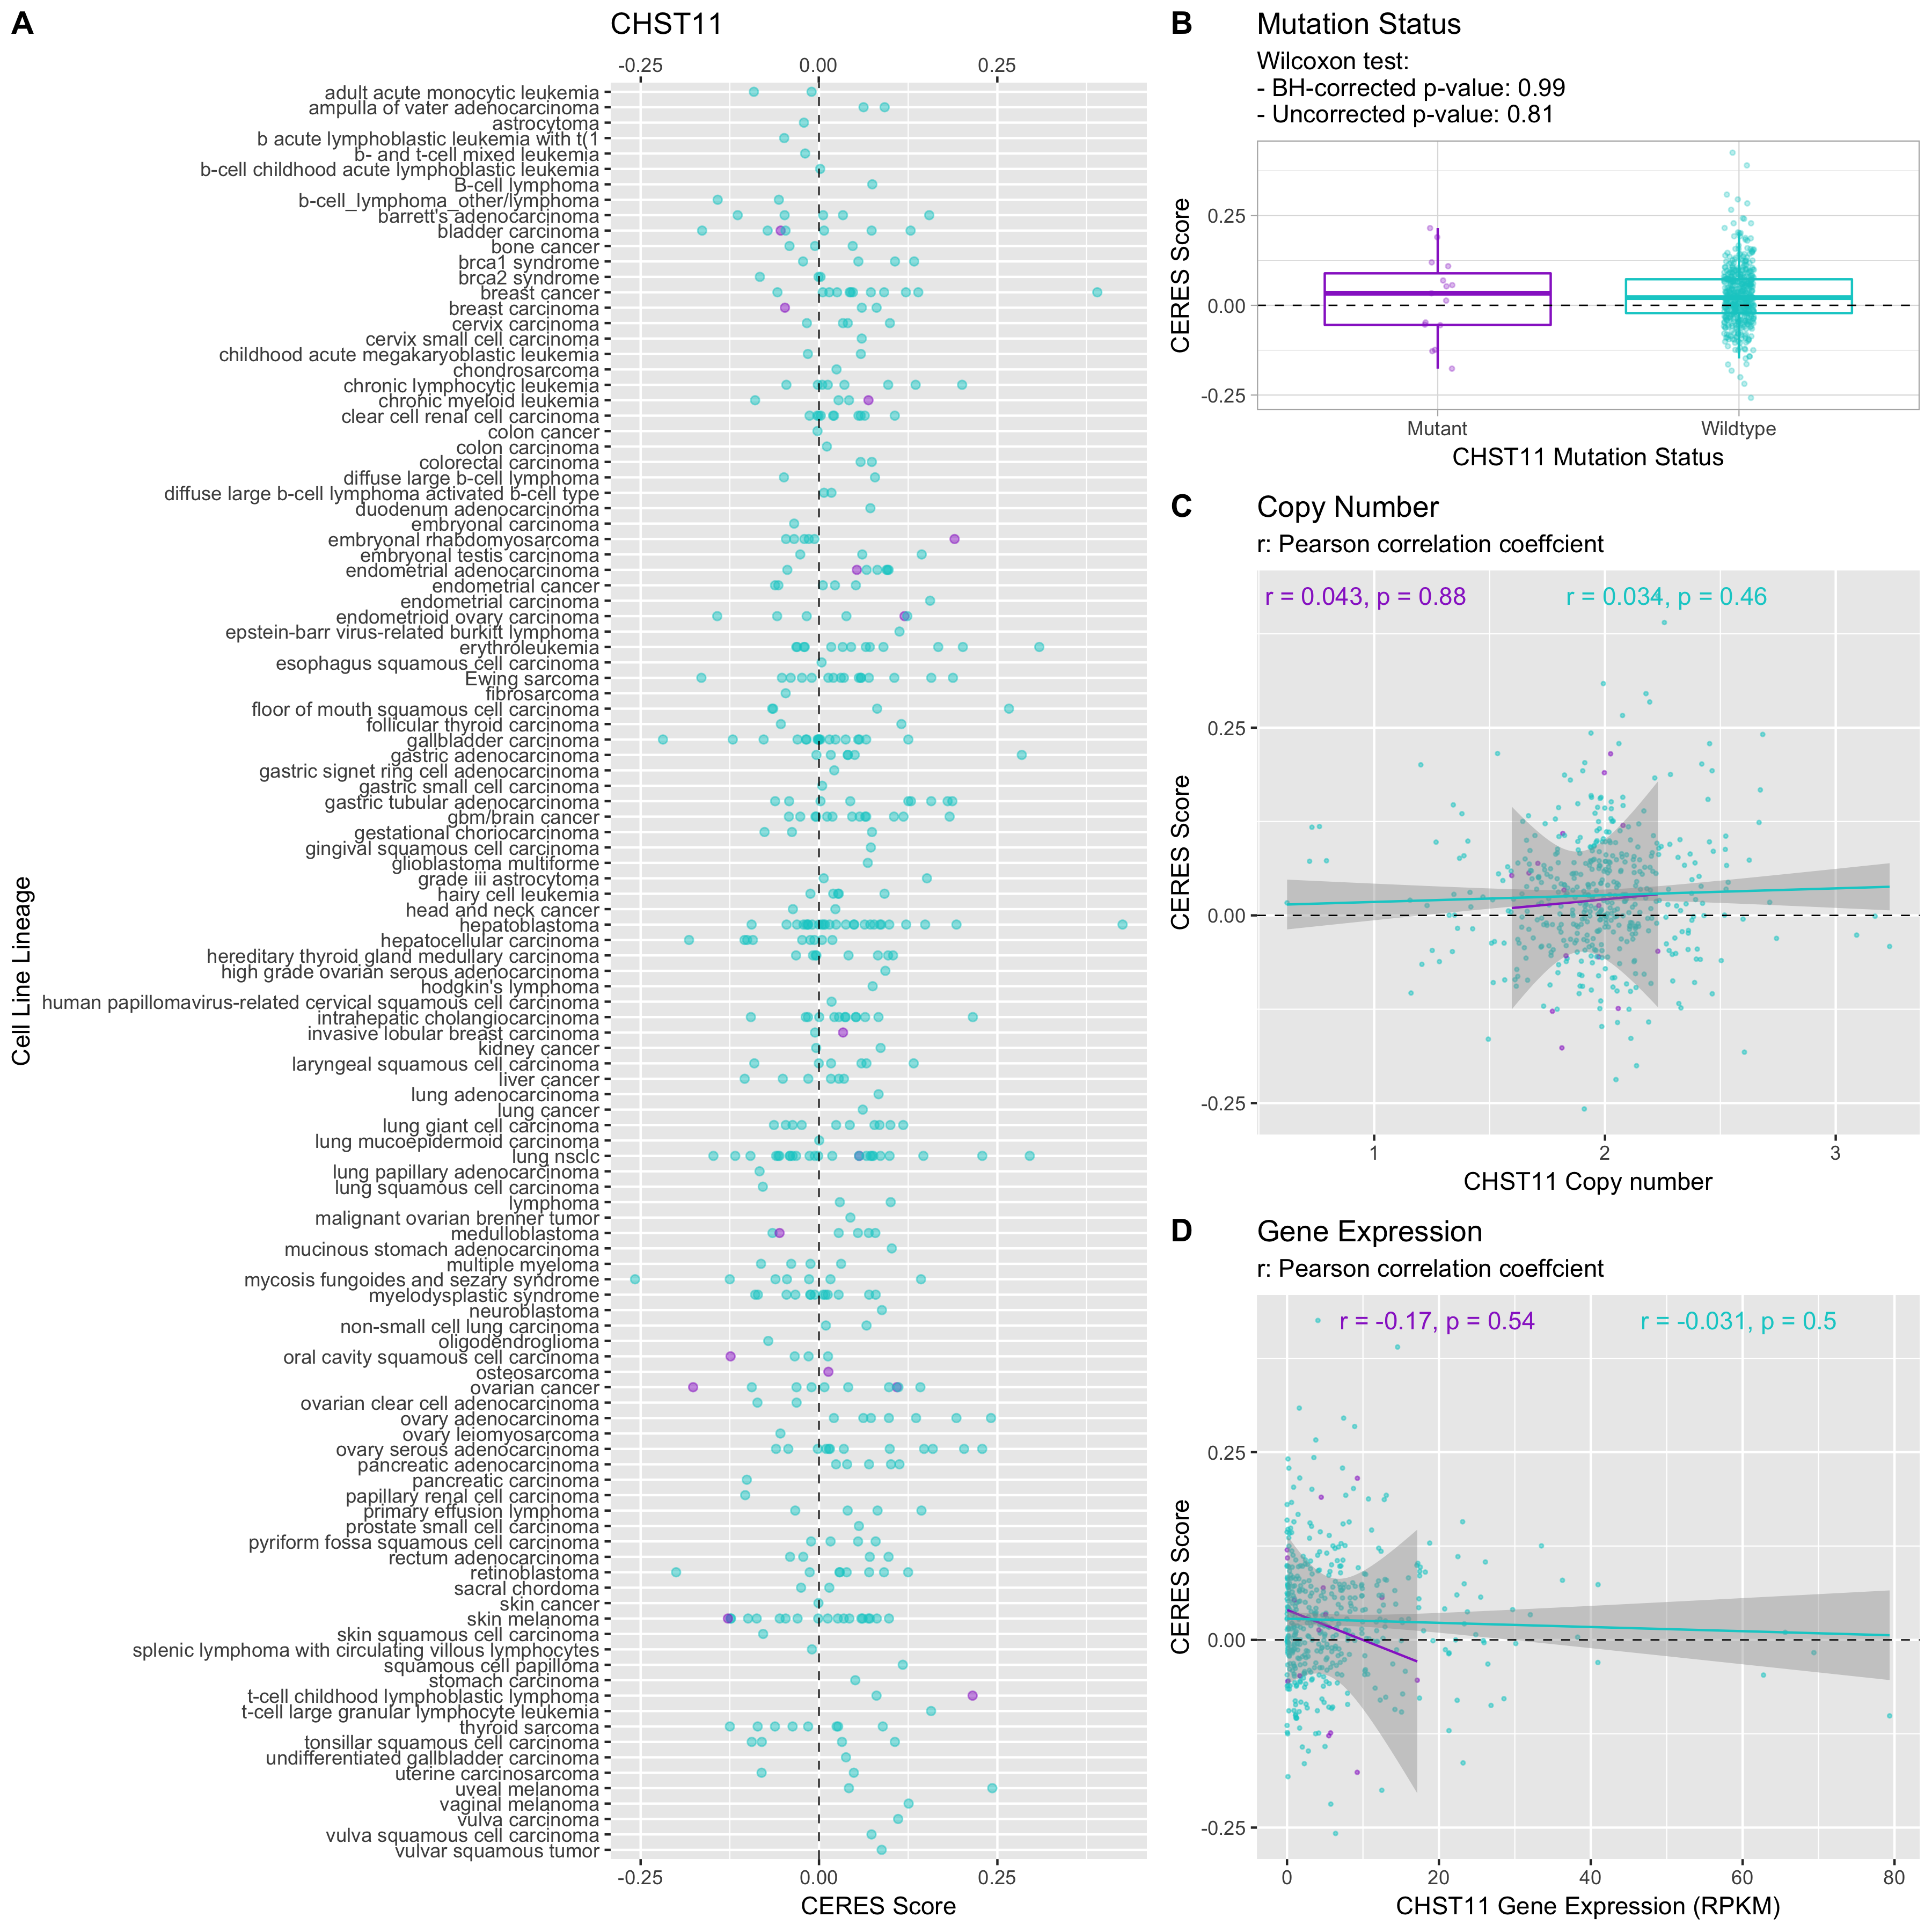 A
CHST11
-0.25 0.00 0.25
Cell Line Lineage
adult acute monocytic leukemia
ampulla of vater adenocarcinoma
astrocytoma
b acute lymphoblastic leukemia with t(1
b- and t-cell mixed leukemia
b-cell childhood acute lymphoblastic leukemia
B-cell lymphoma
b-cell_lymphoma_other/lymphoma
barrett's adenocarcinoma
bladder carcinoma
bone cancer
brca1 syndrome
brca2 syndrome
breast cancer
breast carcinoma
cervix carcinoma
cervix small cell carcinoma
childhood acute megakaryoblastic leukemia
chondrosarcoma
chronic lymphocytic leukemia
chronic myeloid leukemia
clear cell renal cell carcinoma
colon cancer
colon carcinoma
colorectal carcinoma
diffuse large b-cell lymphoma
diffuse large b-cell lymphoma activated b-cell type
duodenum adenocarcinoma
embryonal carcinoma
embryonal rhabdomyosarcoma
embryonal testis carcinoma
endometrial adenocarcinoma
endometrial cancer
endometrial carcinoma
endometrioid ovary carcinoma
epstein-barr virus-related burkitt lymphoma
erythroleukemia
esophagus squamous cell carcinoma
Ewing sarcoma
fibrosarcoma
floor of mouth squamous cell carcinoma
follicular thyroid carcinoma
gallbladder carcinoma
gastric adenocarcinoma
gastric signet ring cell adenocarcinoma
gastric small cell carcinoma
gastric tubular adenocarcinoma
gbm/brain cancer
gestational choriocarcinoma
gingival squamous cell carcinoma
glioblastoma multiforme
grade iii astrocytoma
hairy cell leukemia
head and neck cancer
hepatoblastoma
hepatocellular carcinoma
hereditary thyroid gland medullary carcinoma
high grade ovarian serous adenocarcinoma
hodgkin's lymphoma
human papillomavirus-related cervical squamous cell carcinoma
intrahepatic cholangiocarcinoma
invasive lobular breast carcinoma
kidney cancer
laryngeal squamous cell carcinoma
liver cancer
lung adenocarcinoma
lung cancer
lung giant cell carcinoma
lung mucoepidermoid carcinoma
lung nsclc
lung papillary adenocarcinoma
lung squamous cell carcinoma
lymphoma
malignant ovarian brenner tumor
medulloblastoma
mucinous stomach adenocarcinoma
multiple myeloma
mycosis fungoides and sezary syndrome
myelodysplastic syndrome
neuroblastoma
non-small cell lung carcinoma
oligodendroglioma
oral cavity squamous cell carcinoma
osteosarcoma
ovarian cancer
ovarian clear cell adenocarcinoma
ovary adenocarcinoma
ovary leiomyosarcoma
ovary serous adenocarcinoma
pancreatic adenocarcinoma
pancreatic carcinoma
papillary renal cell carcinoma
primary effusion lymphoma
prostate small cell carcinoma
pyriform fossa squamous cell carcinoma
rectum adenocarcinoma
retinoblastoma
sacral chordoma
skin cancer
skin melanoma
skin squamous cell carcinoma
splenic lymphoma with circulating villous lymphocytes
squamous cell papilloma
stomach carcinoma
t-cell childhood lymphoblastic lymphoma
t-cell large granular lymphocyte leukemia
thyroid sarcoma
tonsillar squamous cell carcinoma
undifferentiated gallbladder carcinoma
uterine carcinosarcoma
uveal melanoma
vaginal melanoma
vulva carcinoma
vulva squamous cell carcinoma
vulvar squamous tumor
-0.25 0.00 0.25
CERES Score
B
Mutation Status
Wilcoxon test:
- BH-corrected p-value: 0.99
- Uncorrected p-value: 0.81
CERES Score
0.25
0.00
-0.25
Mutant Wildtype
CHST11 Mutation Status
C
Copy Number
r: Pearson correlation coeffcient
r = 0.043, p = 0.88 r = 0.034, p = 0.46
CERES Score
0.25
0.00
-0.25
1 2 3
CHST11 Copy number
D
Gene Expression
r: Pearson correlation coeffcient
r = -0.17, p = 0.54 r = -0.031, p = 0.5
CERES Score
0.25
0.00
-0.25
0 20 40 60 80
CHST11 Gene Expression (RPKM)